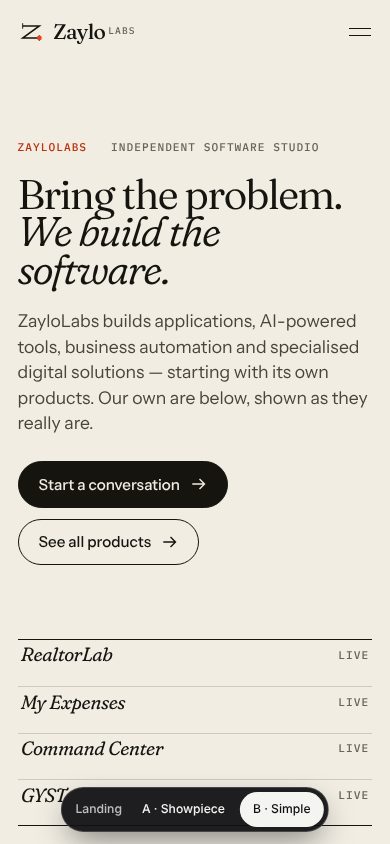 Zaylo LABS
ZAYLOLABS INDEPENDENT SOFTWARE STUDIO
Bring the problem.
We build the
software.
ZayloLabs builds applications, AI-powered
tools, business automation and specialised
digital solutions — starting with its own
products. Our own are below, shown as they
really are.
Start a conversation →
See all products →
RealtorLab LIVE
My Expenses LIVE
Command Center LIVE
GYST LIVE
Landing A · Showpiece B · Simple